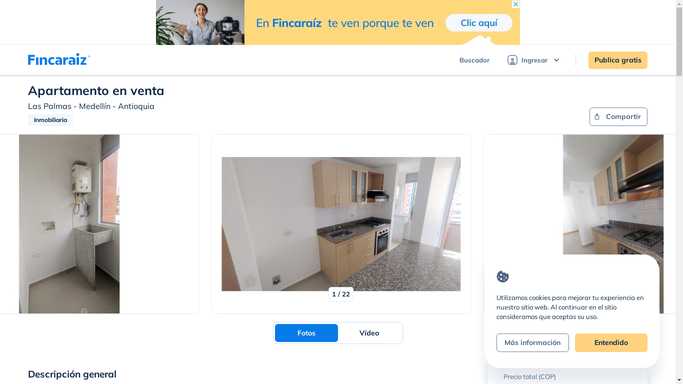 En Fincaraíz te ven porque te ven
Clic aquí
Fincaraiz
Buscador
Ingresar
Publica gratis
Apartamento en venta
Las Palmas - Medellín - Antioquia
Inmobiliaria
Compartir
1 / 22
Fotos
Vídeo
Utilizamos cookies para mejorar tu experiencia en
nuestro sitio web. Al continuar en el sitio
consideramos que aceptas su uso.
Más información
Entendido
Descripción general
Precio total (COP)